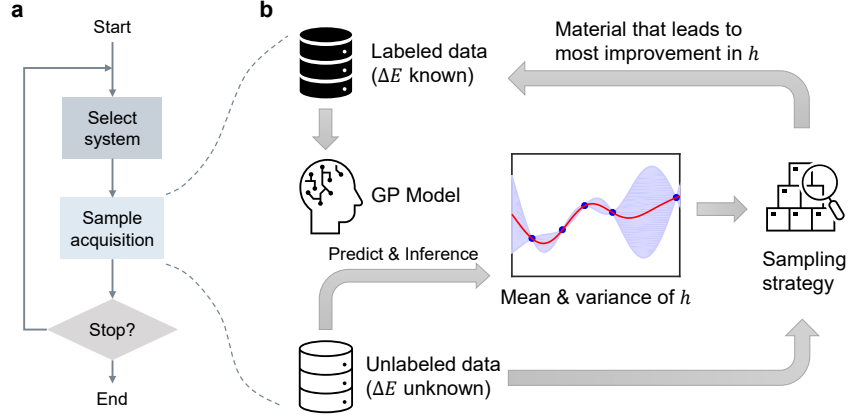 a
Start
Select
system
Sample
acquisition
Stop?
End
b
Labeled data
(Δ𝐸 known)
Material that leads to
most improvement in ℎ
GP Model
Predict & Inference
Mean & variance of ℎ
Sampling
strategy
Unlabeled data
(Δ𝐸 unknown)